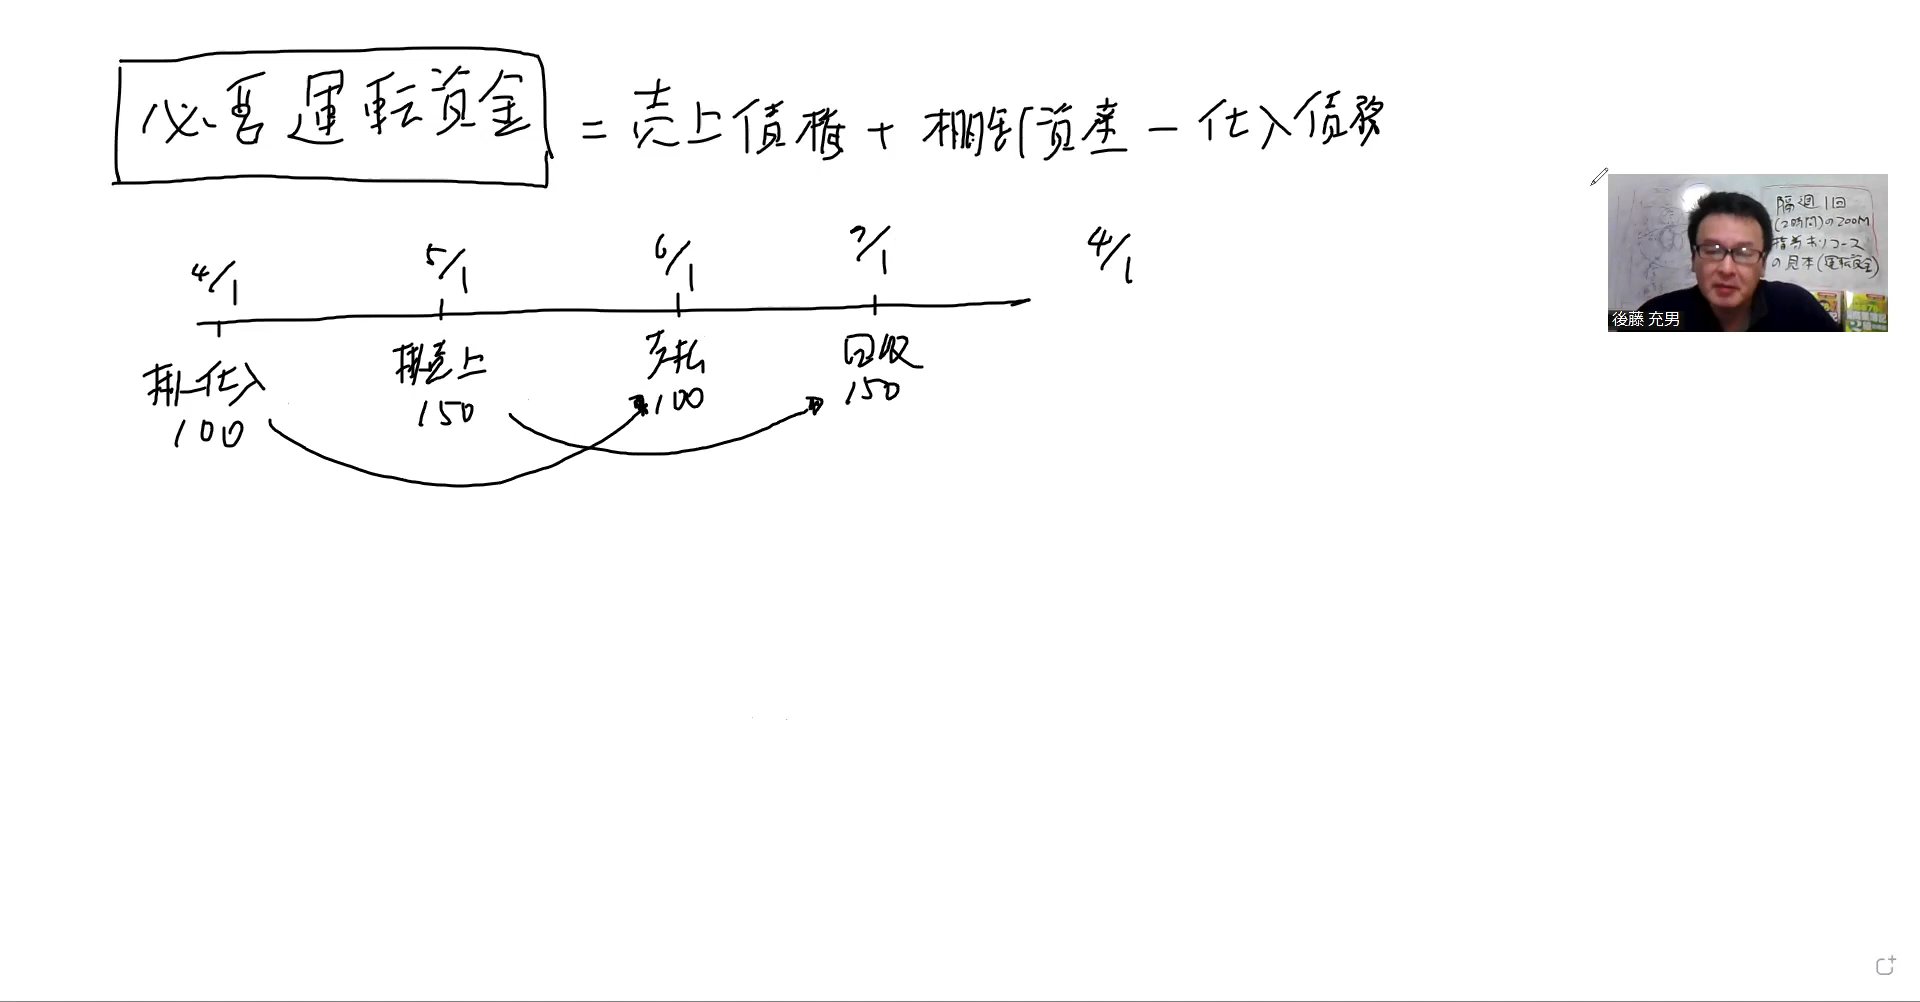 必要運転資金 = 売上債権 + 棚卸資産 - 仕入債務
4/1 5/1 6/1 7/1 4/1
掛仕入 掛売上 支払 回収
100 150 100 150
隔週1回
(2時間)のZOOM
指導ありコース
の見本(運転資金)
後藤 充男